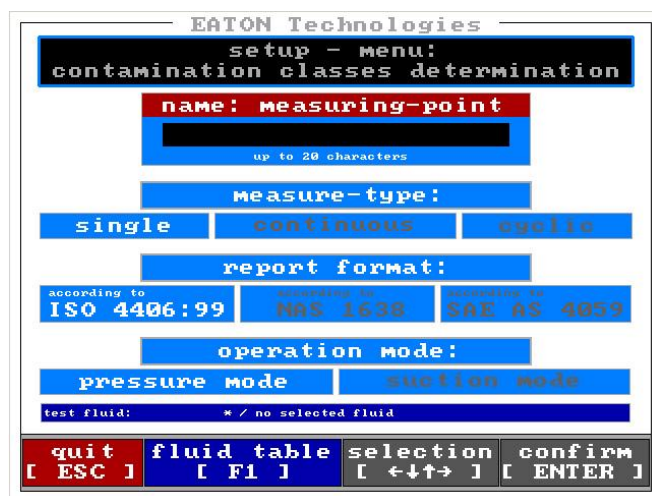 EATON Technologies
setup - menu:
contamination classes determination
name: measuring-point
up to 20 characters
measure-type:
single continuous cyclic
report format:
according to according to according to
ISO 4406:99 NAS 1638 SAE AS 4059
operation mode:
pressure mode suction mode
test fluid: * / no selected fluid
quit fluid table selection confirm
[ ESC ] [ F1 ] [ ←↓↑→ ] [ ENTER ]